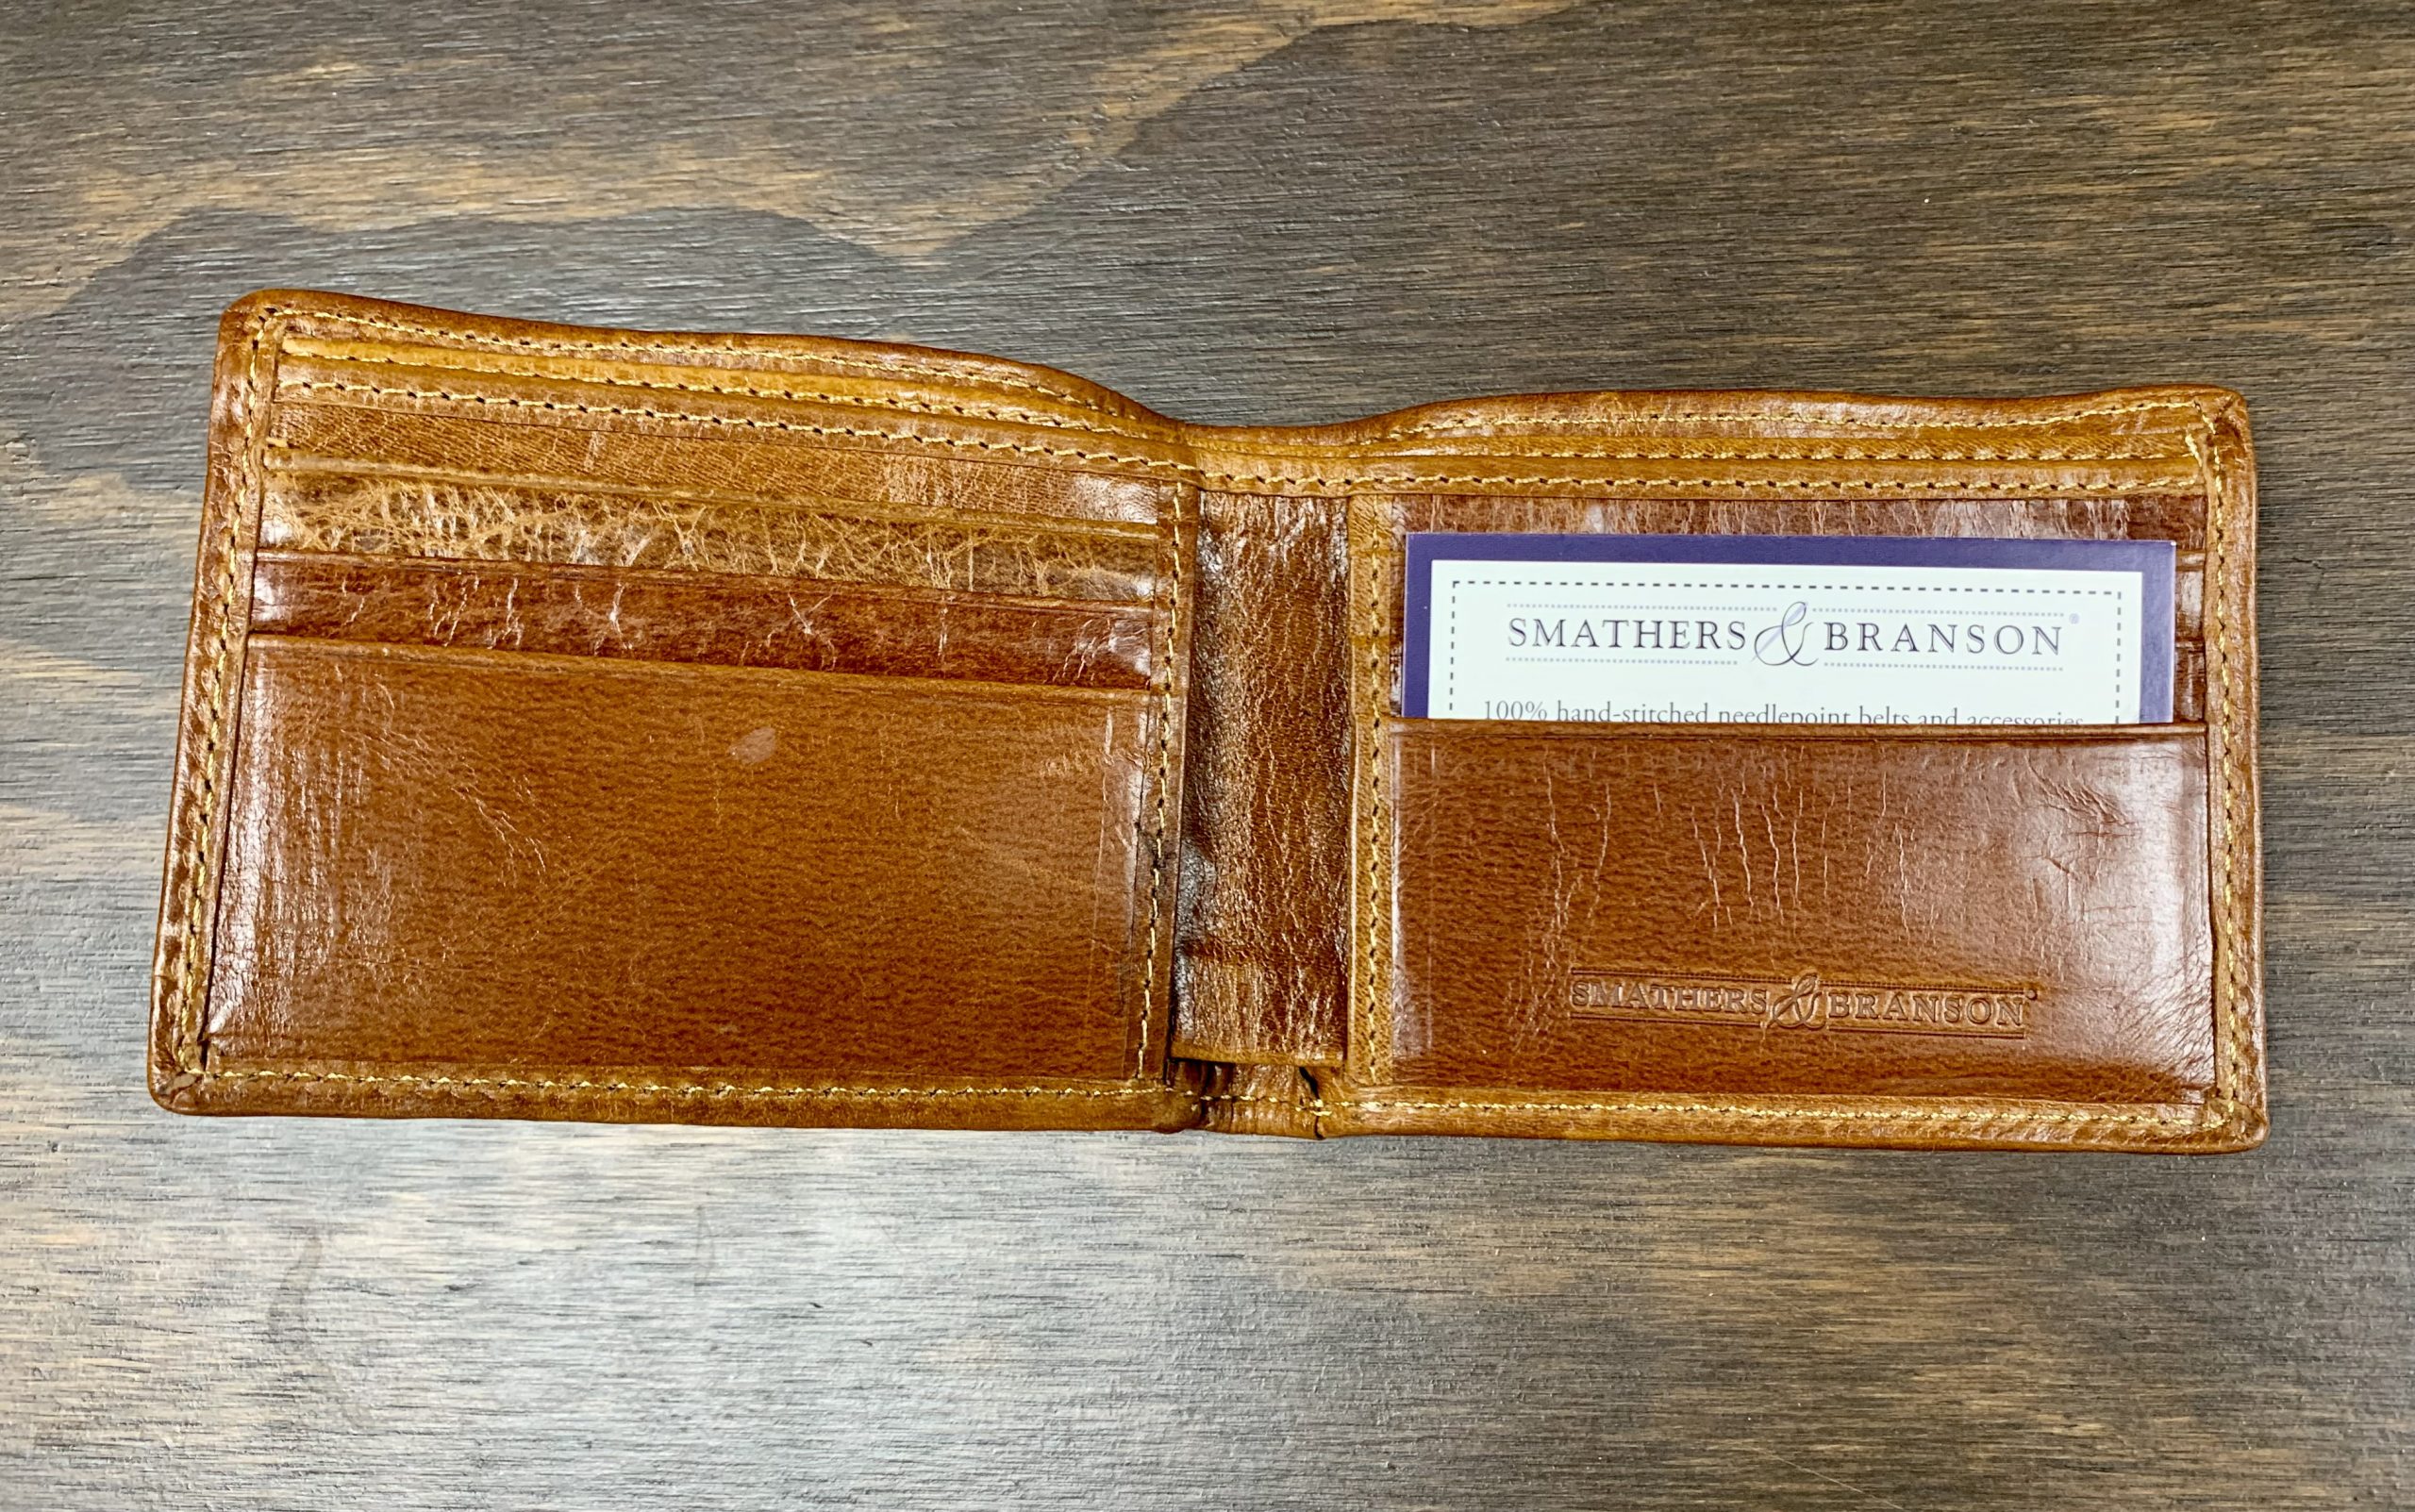 SMATHERS & BRANSON®
100% hand-stitched needlepoint belts and accessories
SMATHERS & BRANSON®